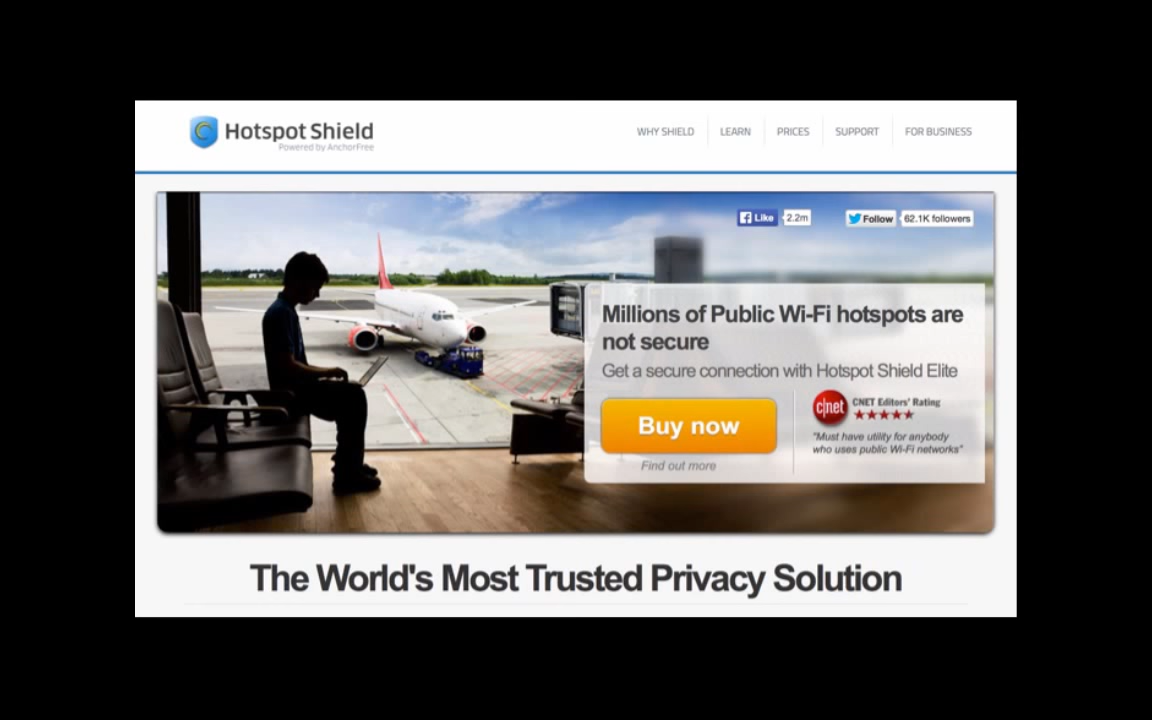 Hotspot Shield
Powered by AnchorFree
WHY SHIELD
LEARN
PRICES
SUPPORT
FOR BUSINESS
Like
2.2m
Follow
62.1K followers
Millions of Public Wi-Fi hotspots are
not secure
Get a secure connection with Hotspot Shield Elite
Buy now
Find out more
c|net
CNET Editors' Rating
"Must have utility for anybody
who uses public Wi-Fi networks"
The World's Most Trusted Privacy Solution